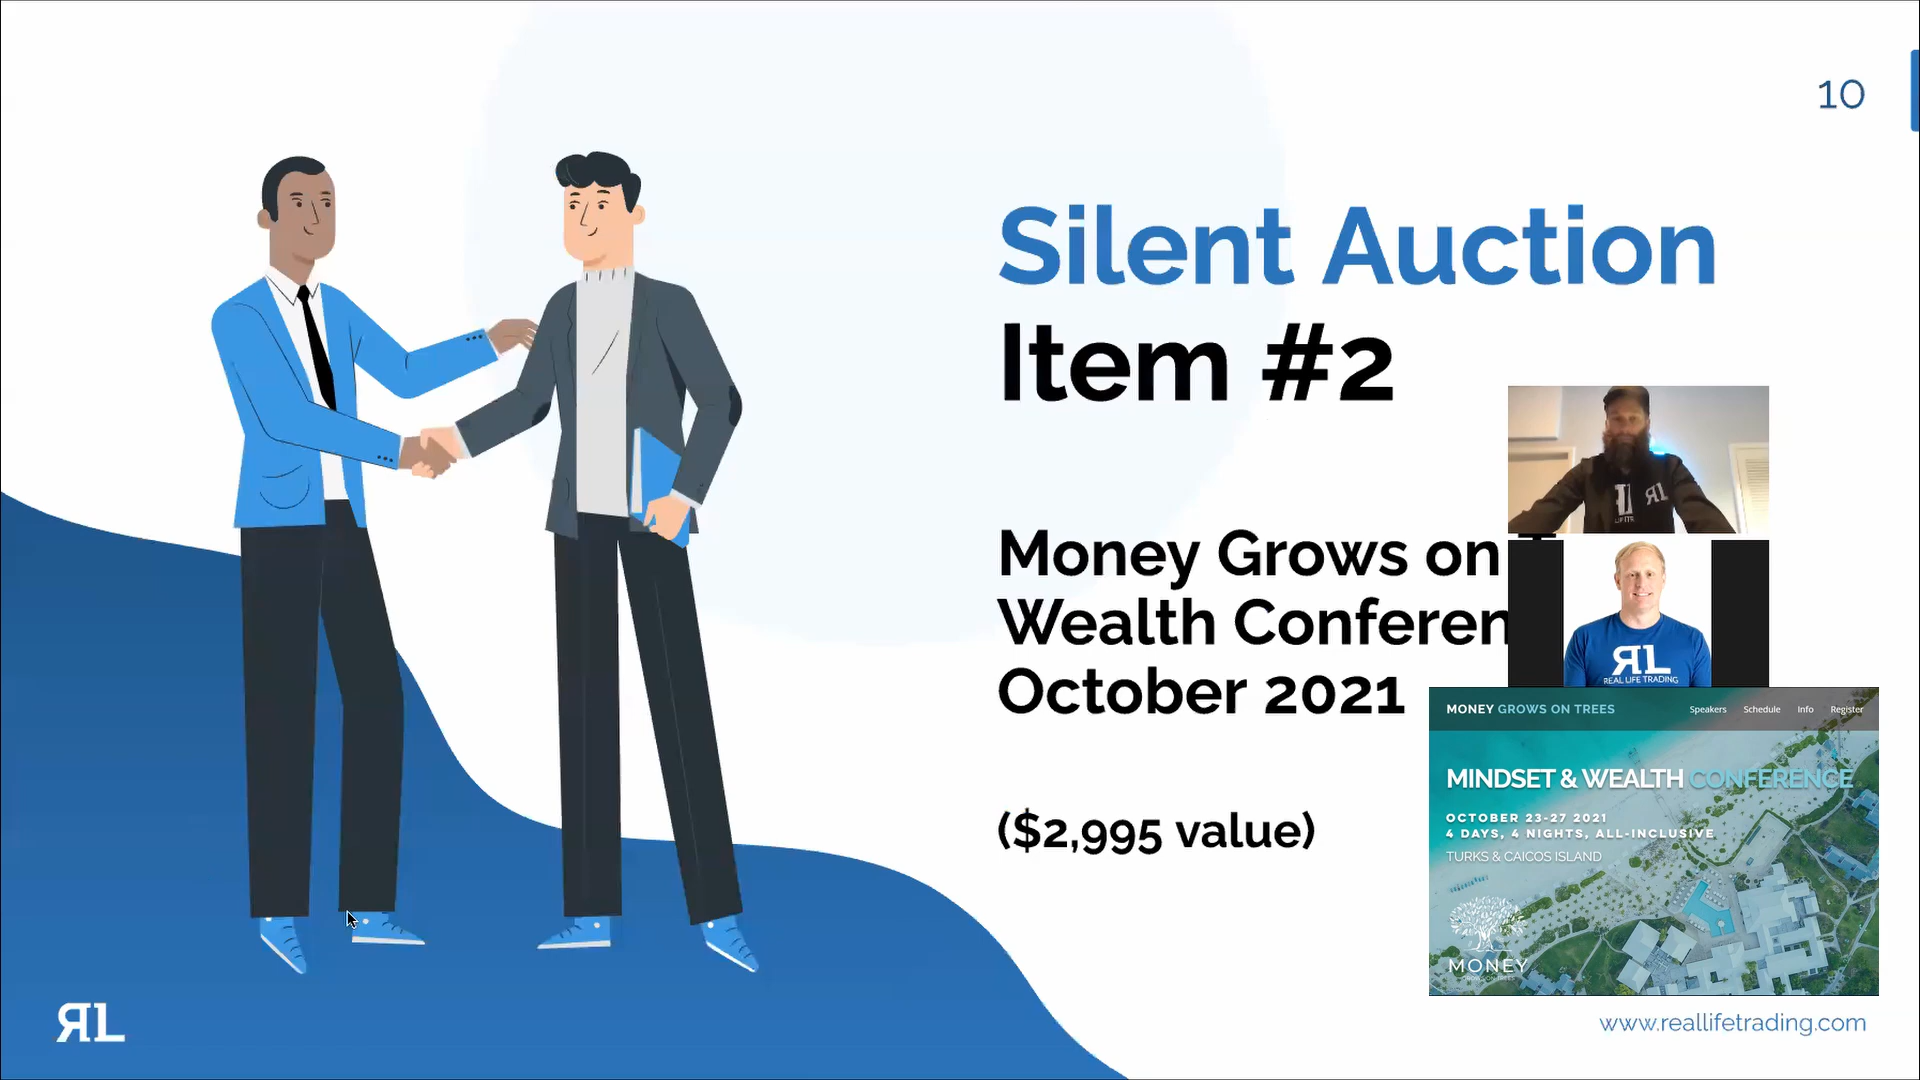 10
Silent Auction
Item #2
Money Grows on
Wealth Conferen
October 2021
($2,995 value)
ЯL
REAL LIFE TRADING
MONEY GROWS ON TREES
Speakers Schedule Info Register
MINDSET & WEALTH CONFERENCE
OCTOBER 23-27 2021
4 DAYS, 4 NIGHTS, ALL-INCLUSIVE
TURKS & CAICOS ISLAND
MONEY
ЯL
www.reallifetrading.com